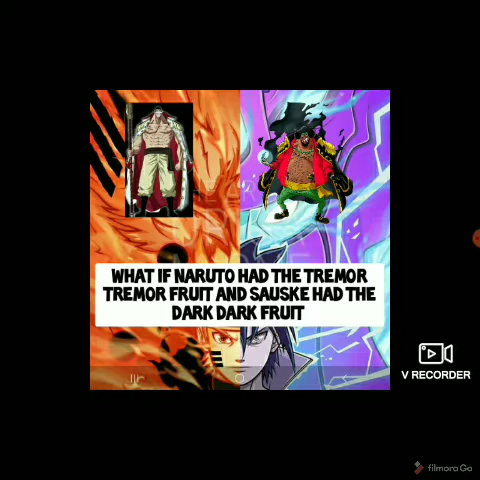 WHAT IF NARUTO HAD THE TREMOR
TREMOR FRUIT AND SAUSKE HAD THE
DARK DARK FRUIT
V RECORDER
filmora Go